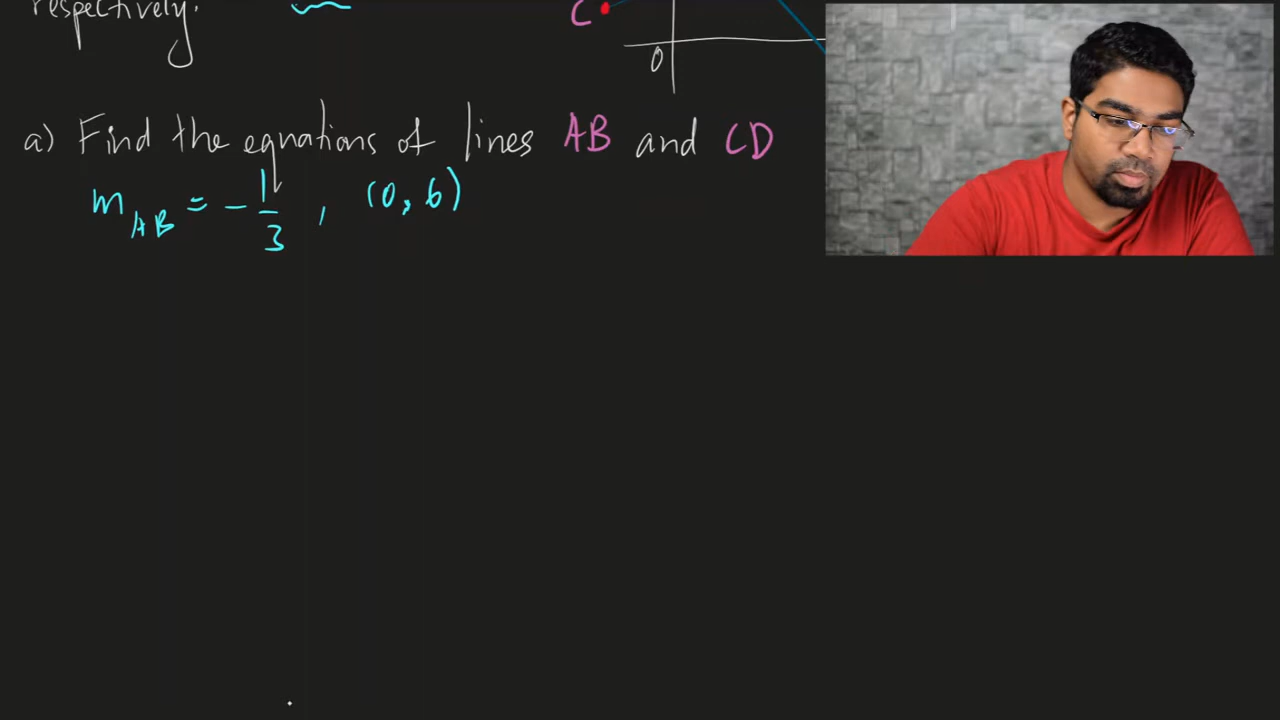 respectively.
C
0
a) Find the equations of lines AB and CD
m_AB = -1/3 , (0, 6)